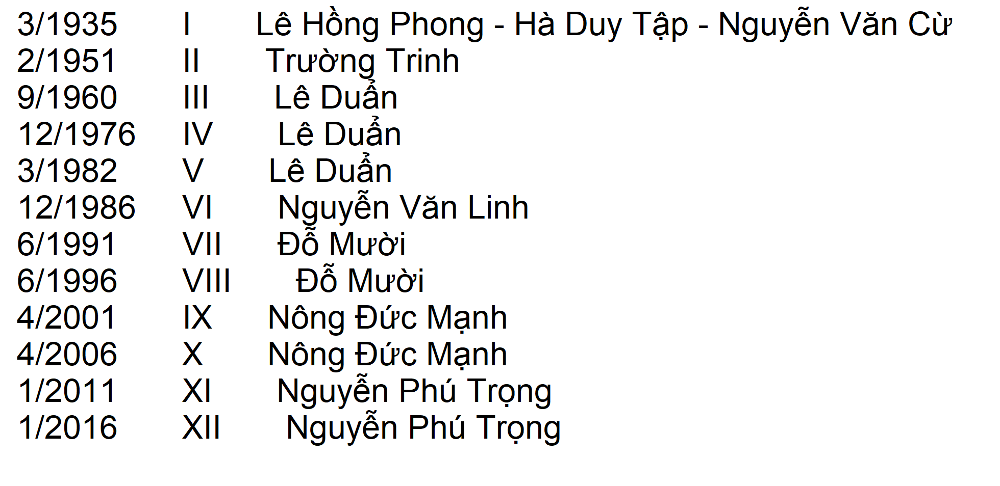 3/1935 I Lê Hồng Phong - Hà Duy Tập - Nguyễn Văn Cừ
2/1951 II Trường Trinh
9/1960 III Lê Duẩn
12/1976 IV Lê Duẩn
3/1982 V Lê Duẩn
12/1986 VI Nguyễn Văn Linh
6/1991 VII Đỗ Mười
6/1996 VIII Đỗ Mười
4/2001 IX Nông Đức Mạnh
4/2006 X Nông Đức Mạnh
1/2011 XI Nguyễn Phú Trọng
1/2016 XII Nguyễn Phú Trọng